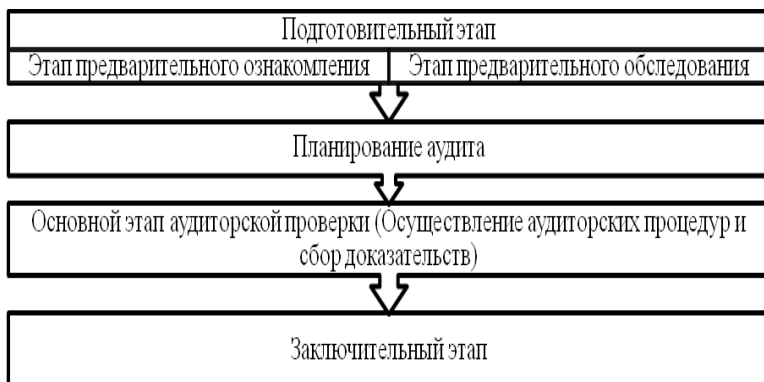 Подготовительный этап
Этап предварительного ознакомления
Этап предварительного обследования
Планирование аудита
Основной этап аудиторской проверки (Осуществление аудиторских процедур и
сбор доказательств)
Заключительный этап